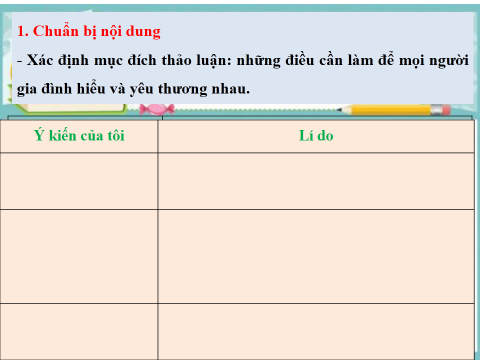 1. Chuẩn bị nội dung
- Xác định mục đích thảo luận: những điều cần làm để mọi người
gia đình hiểu và yêu thương nhau.
Ý kiến của tôi
Lí do